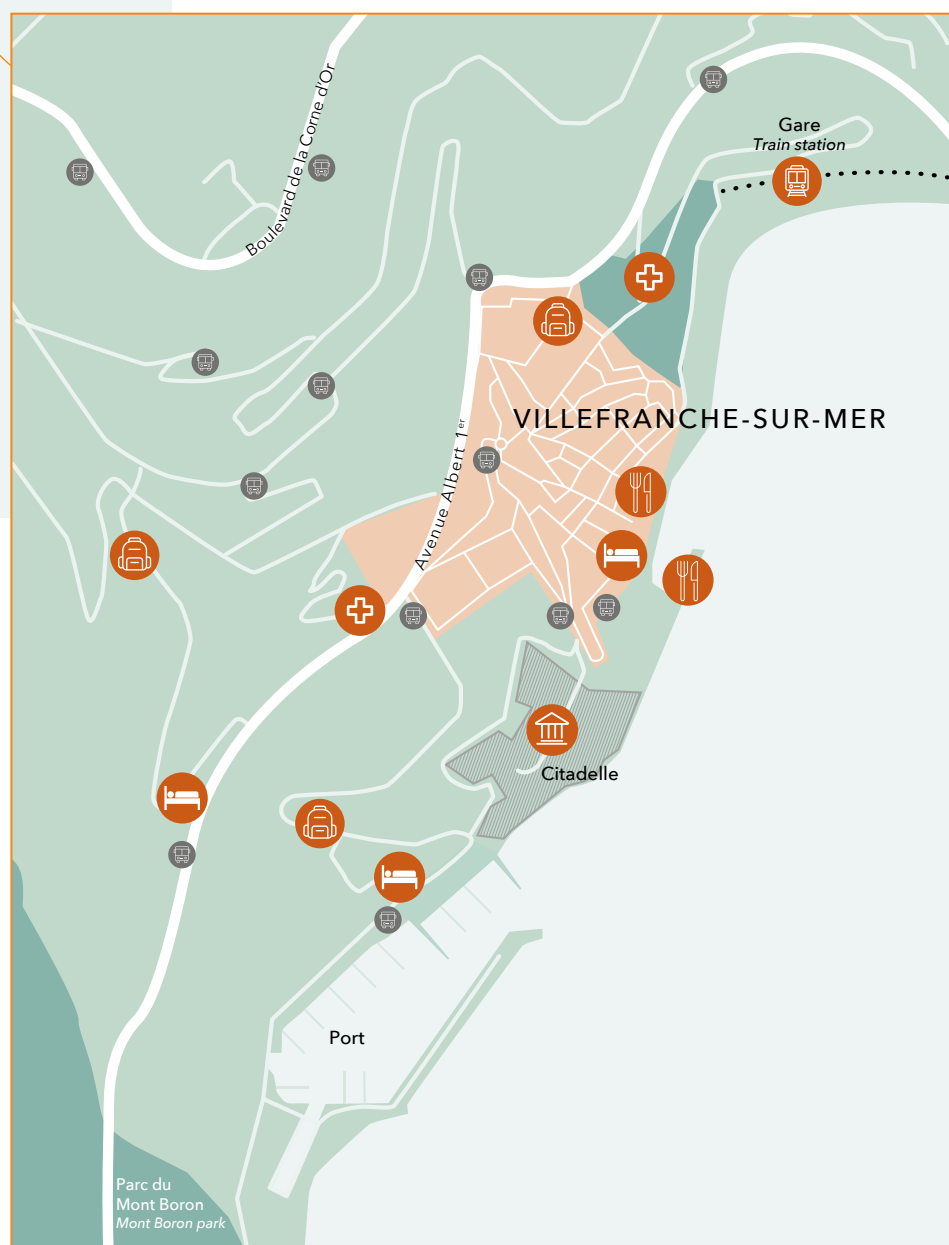 Boulevard de la Corne d'Or
Gare
Train station
VILLEFRANCHE-SUR-MER
Avenue Albert 1er
Citadelle
Port
Parc du
Mont Boron
Mont Boron park